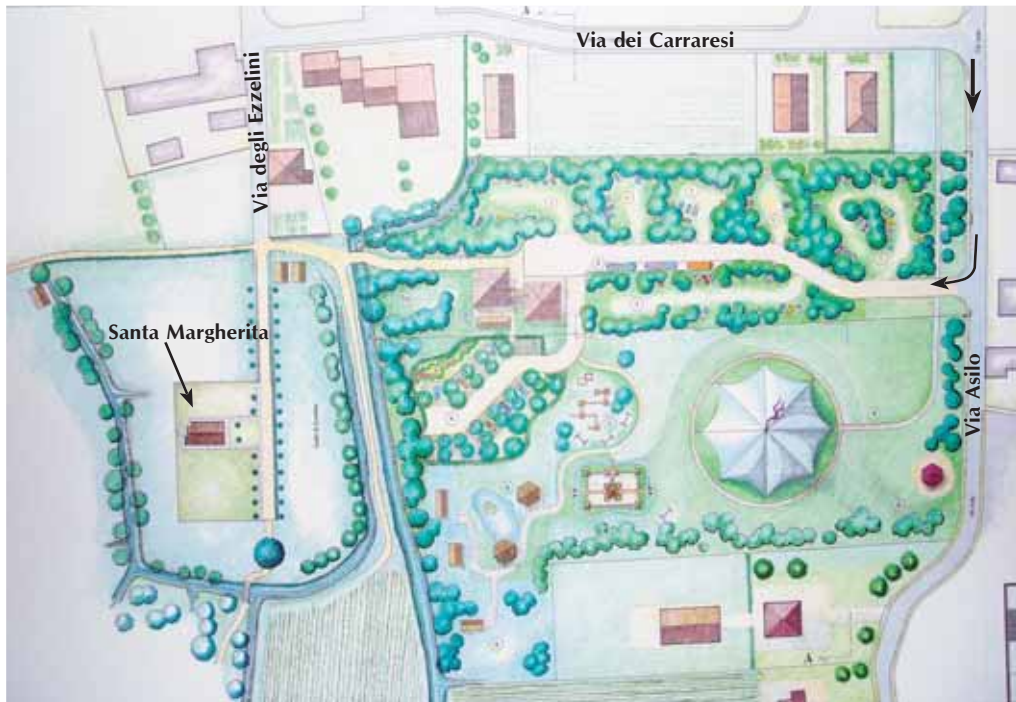 Via dei Carraresi
Via degli Ezzelini
Santa Margherita
Via Asilo
A
A